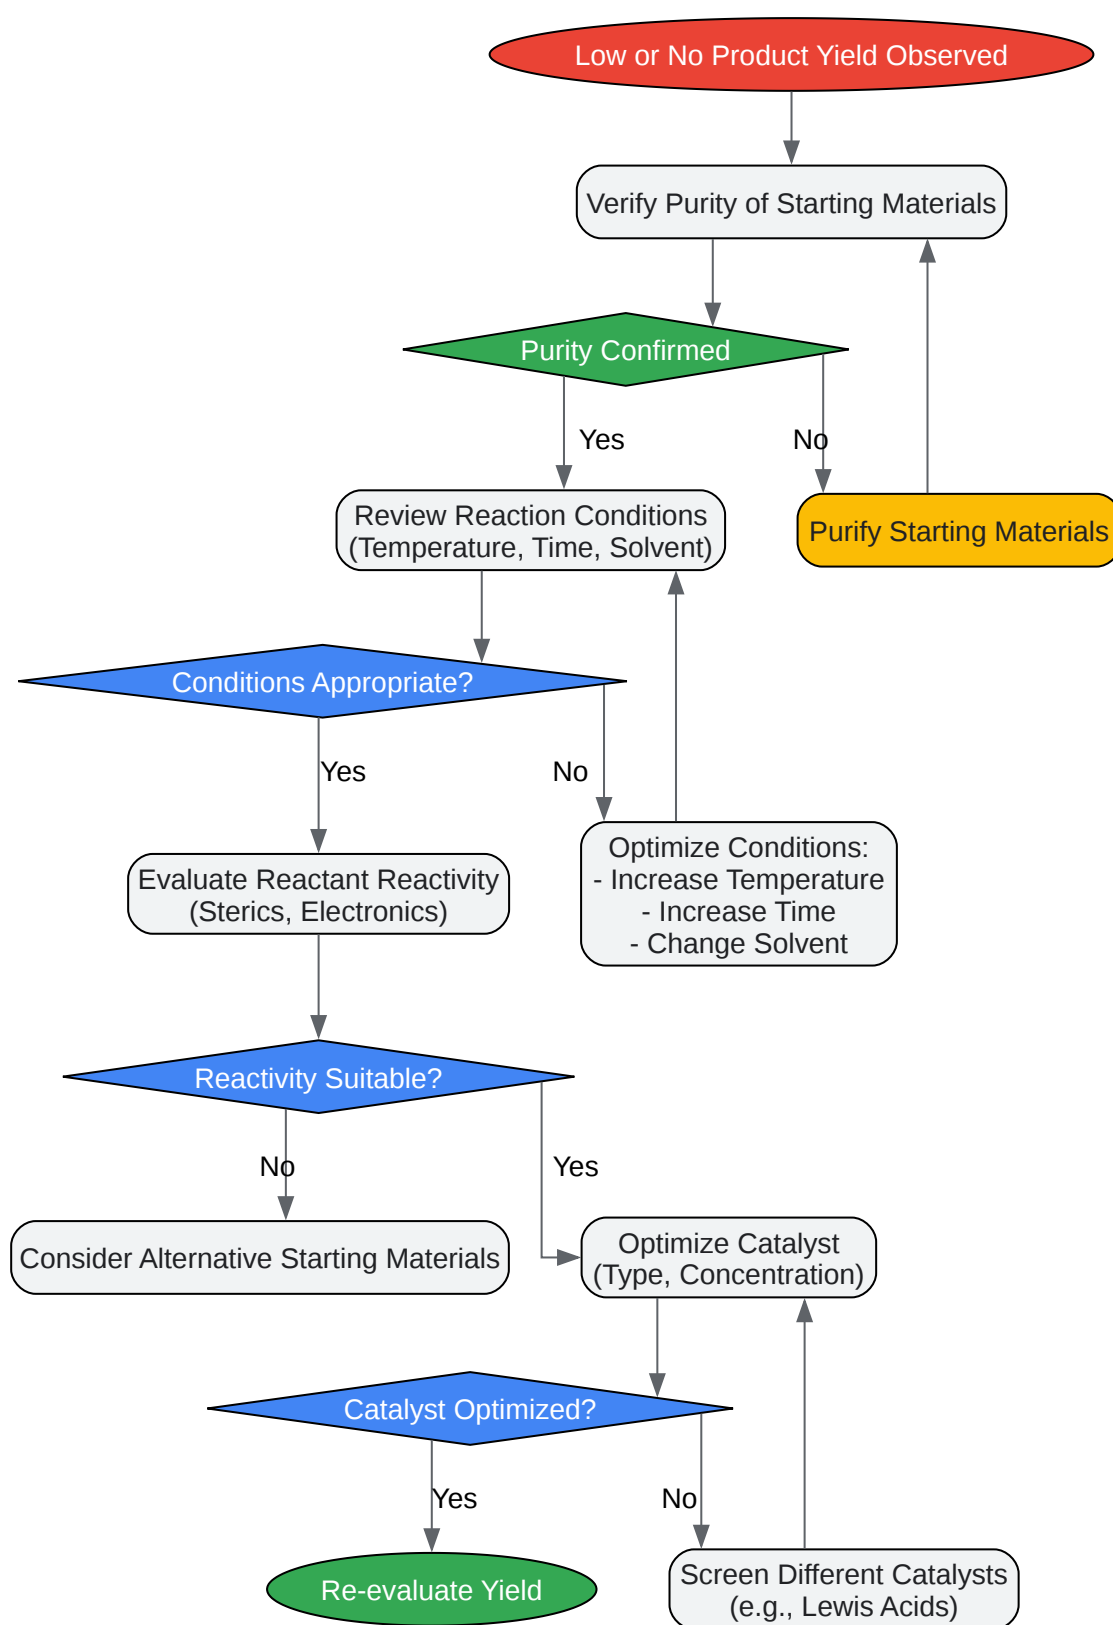 Low or No Product Yield Observed
Verify Purity of Starting Materials
Purity Confirmed
Yes
No
Review Reaction Conditions
(Temperature, Time, Solvent)
Purify Starting Materials
Conditions Appropriate?
Yes
No
Evaluate Reactant Reactivity
(Sterics, Electronics)
Optimize Conditions:
- Increase Temperature
- Increase Time
- Change Solvent
Reactivity Suitable?
No
Yes
Consider Alternative Starting Materials
Optimize Catalyst
(Type, Concentration)
Catalyst Optimized?
Yes
No
Re-evaluate Yield
Screen Different Catalysts
(e.g., Lewis Acids)